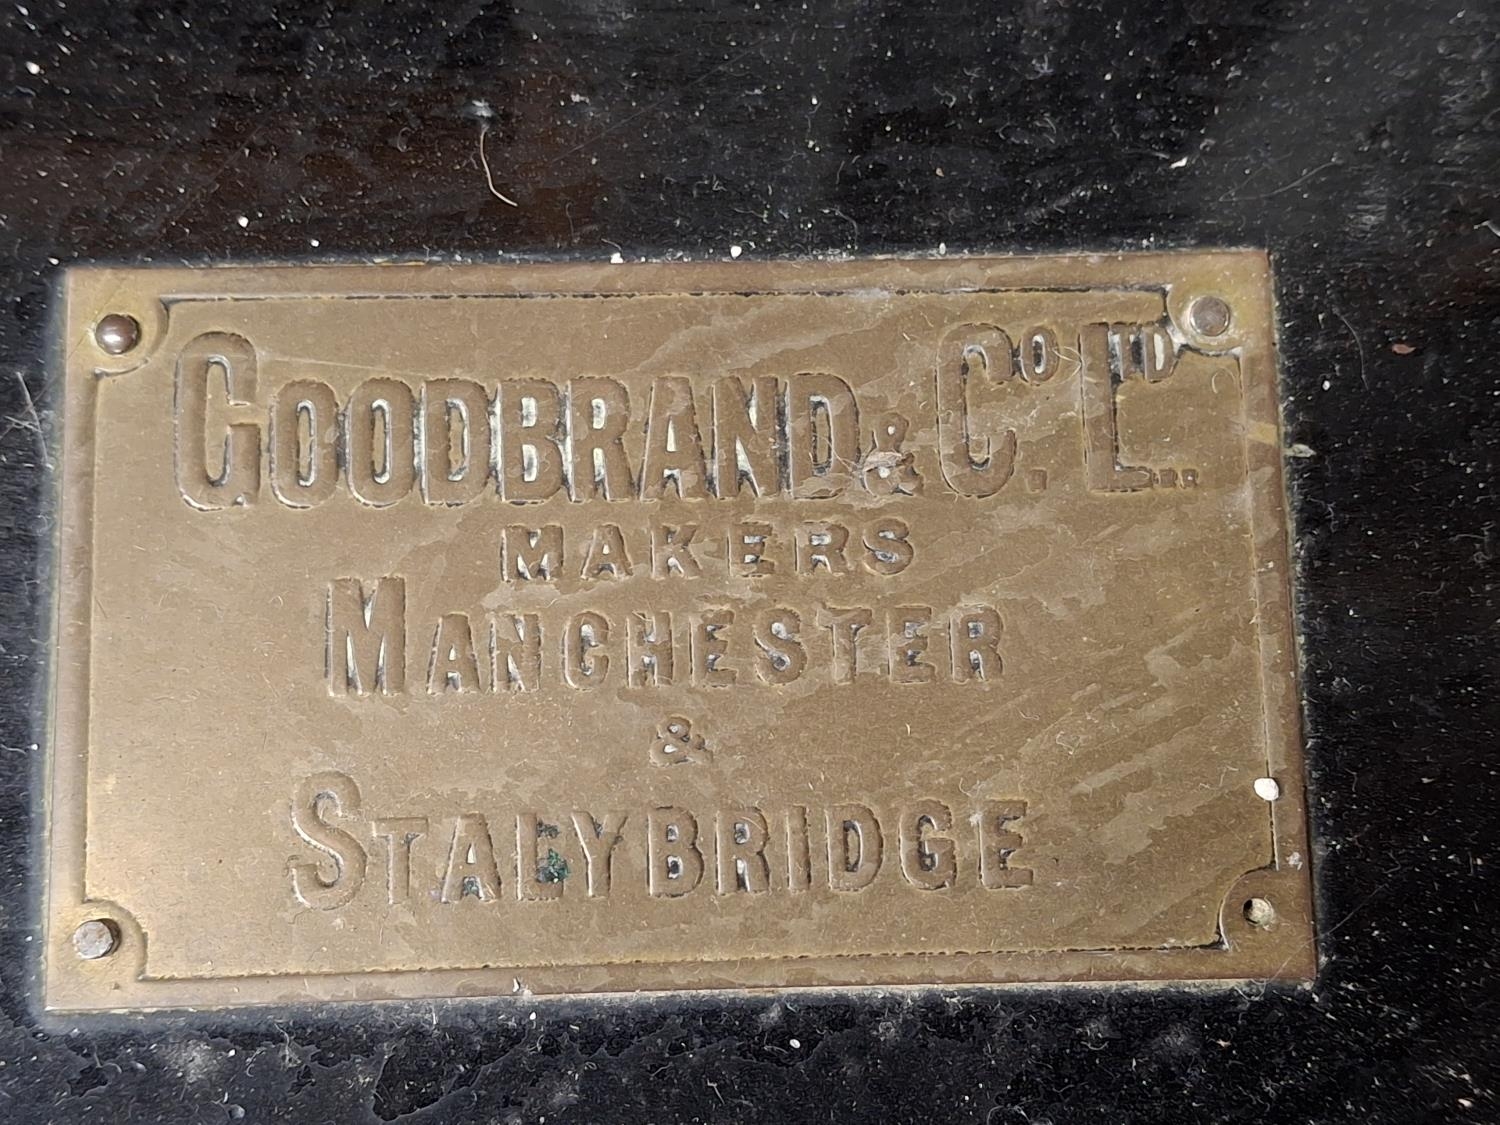 GOODBRAND & Co. LTD
MAKERS
MANCHESTER
&
STALYBRIDGE